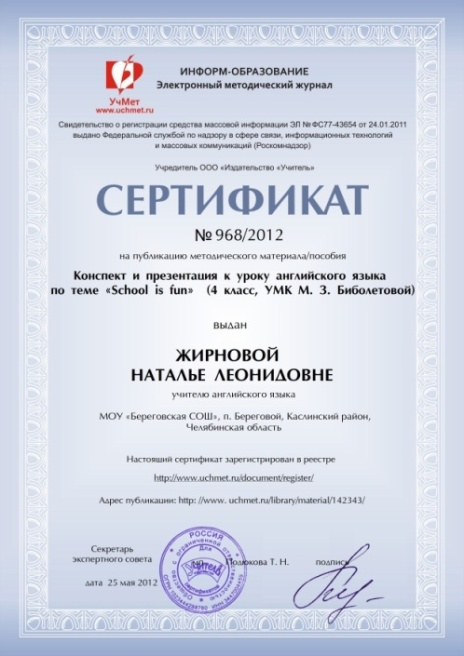 ИНФОРМ-ОБРАЗОВАНИЕ
Электронный методический журнал
УчМет
www.uchmet.ru
Свидетельство о регистрации средства массовой информации ЭЛ №ФС77-43654 от 24.01.2011
выдано Федеральной службой по надзору в сфере связи, информационных технологий
и массовых коммуникаций (Роскомнадзор)
Учредитель ООО «Издательство «Учитель»
СЕРТИФИКАТ
№ 968/2012
на публикацию методического материала/пособия
Конспект и презентация к уроку английского языка
по теме «School is fun» (4 класс, УМК М. З. Биболетовой)
выдан
ЖИРНОВОЙ
НАТАЛЬЕ ЛЕОНИДОВНЕ
учителю английского языка
МОУ «Береговская СОШ», п. Береговой, Каслинский район,
Челябинская область
Настоящий сертификат зарегистрирован в реестре
http://www.uchmet.ru/document/register/
Адрес публикации: http: //www. uchmet.ru/library/material/142343/
Секретарь
экспертного совета
Т. Н.
подпись
дата 25 мая 2012
РОССИЯ
Для
Учитель
сертификатов